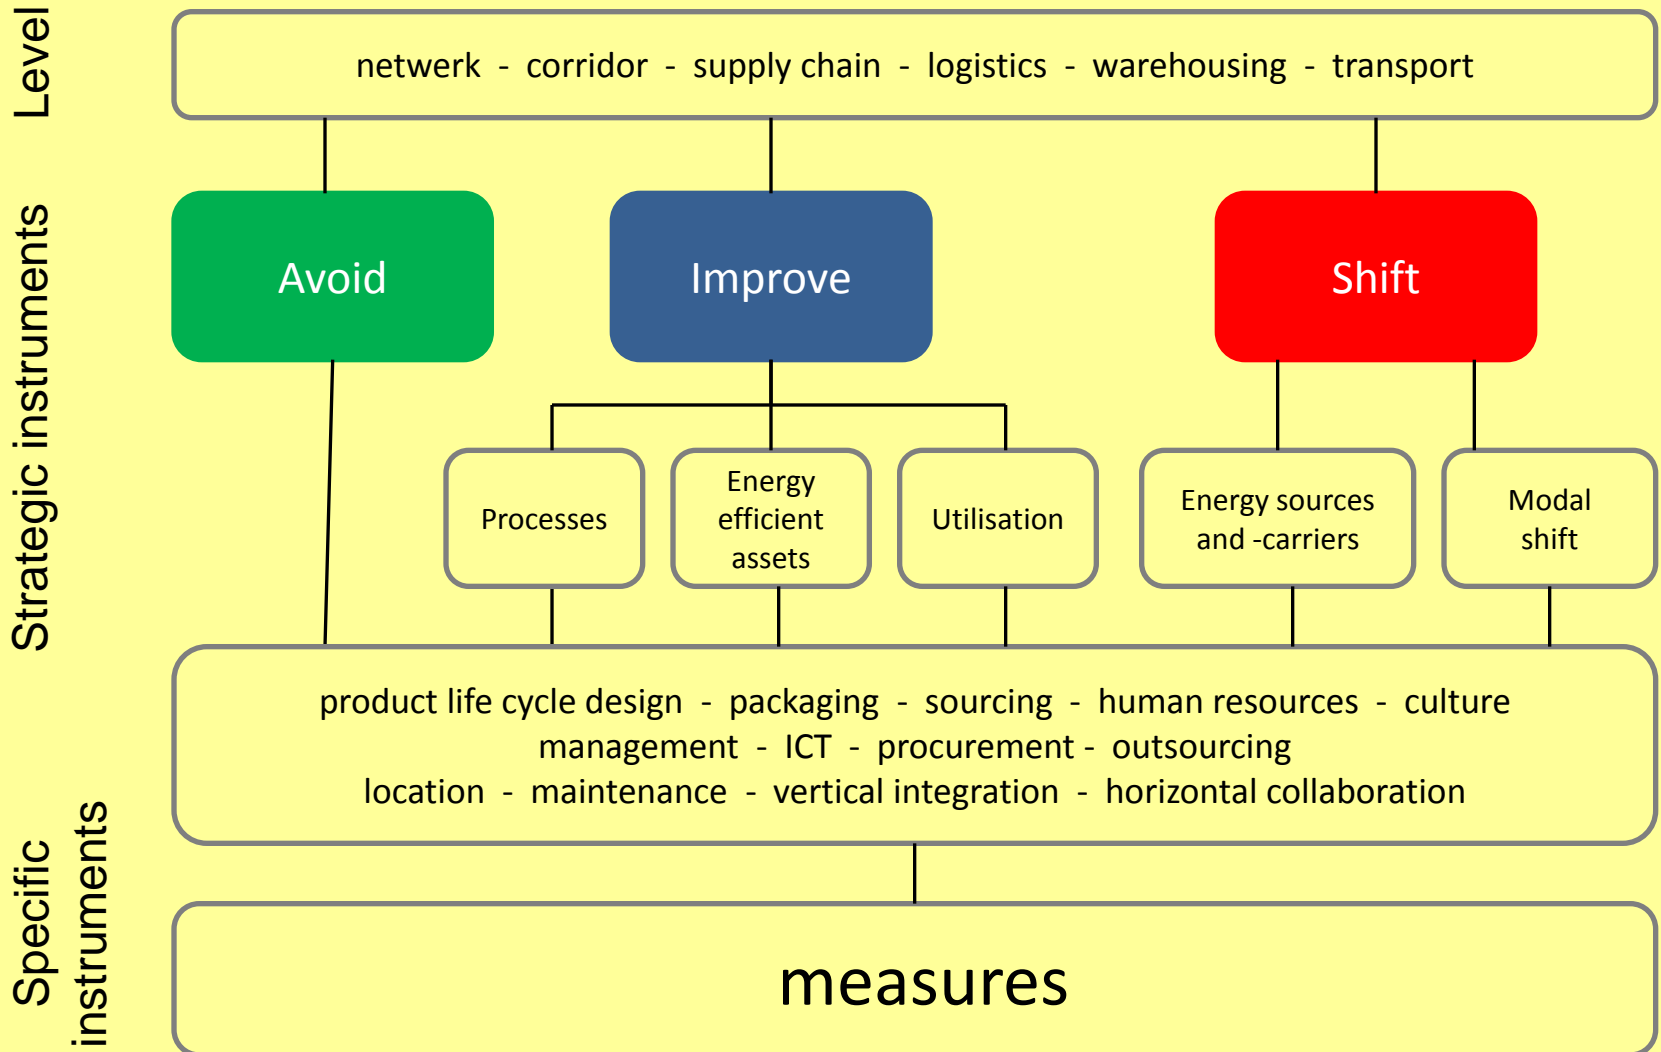 Level
netwerk - corridor - supply chain - logistics - warehousing - transport
Strategic instruments
Avoid
Improve
Shift
Processes
Energy
efficient
assets
Utilisation
Energy sources
and -carriers
Modal
shift
product life cycle design - packaging - sourcing - human resources - culture
management - ICT - procurement - outsourcing
location - maintenance - vertical integration - horizontal collaboration
Specific
instruments
measures